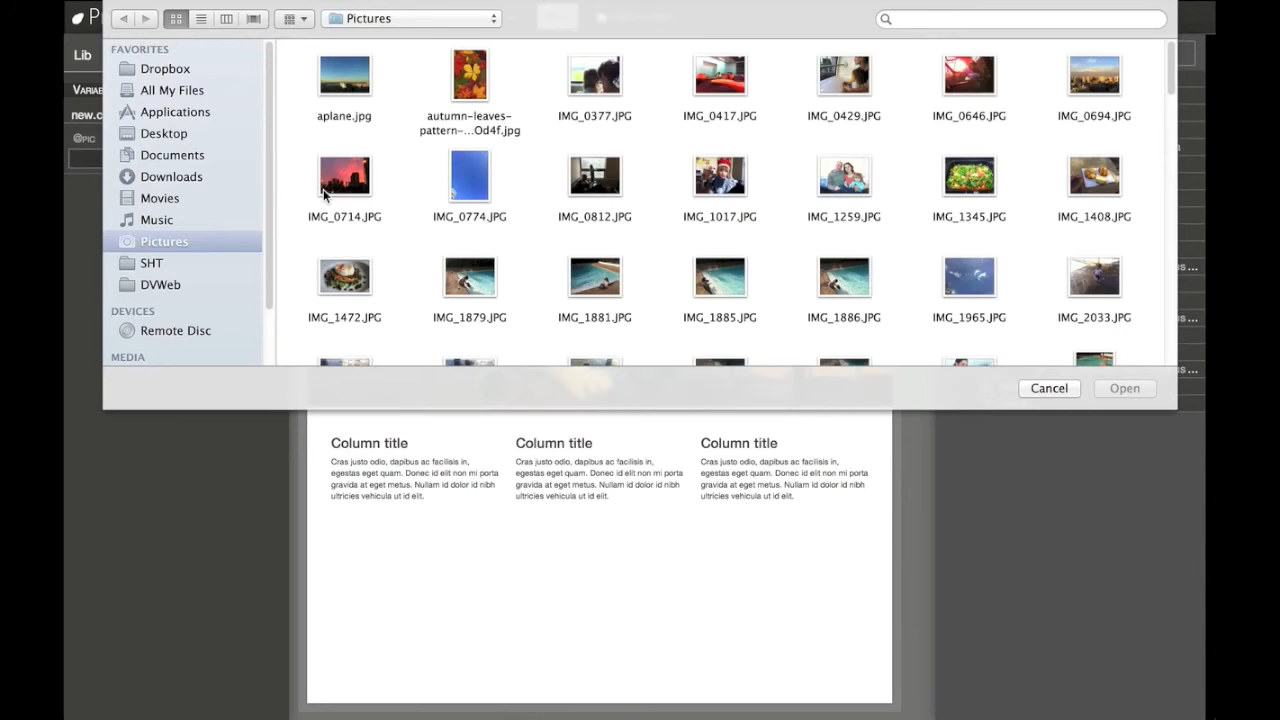 P
Pictures
Lib
FAVORITES
Dropbox
All My Files
Applications
Desktop
Documents
Downloads
Movies
Music
Pictures
SHT
DVWeb
DEVICES
Remote Disc
MEDIA
new.c
@PIC
aplane.jpg
autumn-leaves-
pattern-...Od4f.jpg
IMG_0377.JPG
IMG_0417.JPG
IMG_0429.JPG
IMG_0646.JPG
IMG_0694.JPG
IMG_0714.JPG
IMG_0774.JPG
IMG_0812.JPG
IMG_1017.JPG
IMG_1259.JPG
IMG_1345.JPG
IMG_1408.JPG
IMG_1472.JPG
IMG_1879.JPG
IMG_1881.JPG
IMG_1885.JPG
IMG_1886.JPG
IMG_1965.JPG
IMG_2033.JPG
Cancel
Open
Column title
Cras justo odio, dapibus ac facilisis in,
egestas eget quam. Donec id elit non mi porta
gravida at eget metus. Nullam id dolor id nibh
ultricies vehicula ut id elit.
Column title
Cras justo odio, dapibus ac facilisis in,
egestas eget quam. Donec id elit non mi porta
gravida at eget metus. Nullam id dolor id nibh
ultricies vehicula ut id elit.
Column title
Cras justo odio, dapibus ac facilisis in,
egestas eget quam. Donec id elit non mi porta
gravida at eget metus. Nullam id dolor id nibh
ultricies vehicula ut id elit.